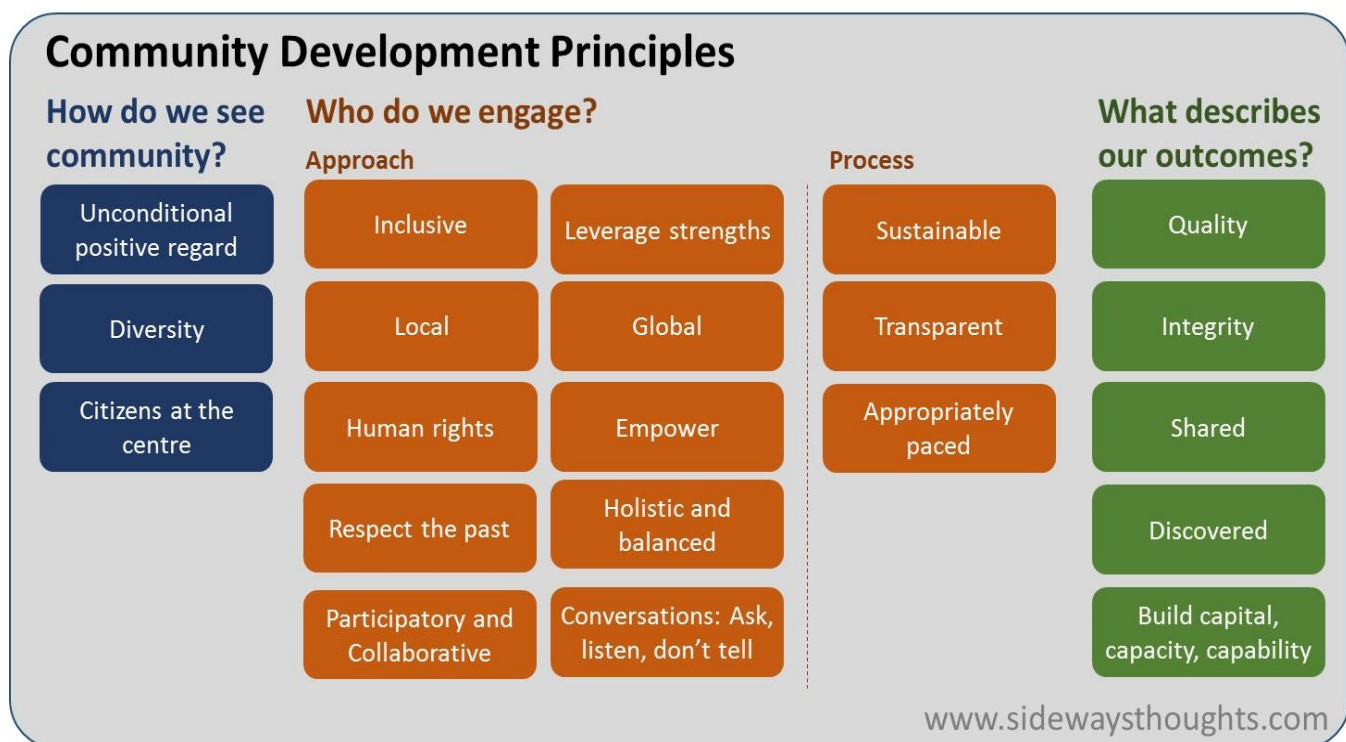 Community Development Principles
How do we see
community?
Unconditional
positive regard
Diversity
Citizens at the
centre
Who do we engage?
Approach
Inclusive
Leverage strengths
Local
Global
Human rights
Empower
Respect the past
Holistic and
balanced
Participatory and
Collaborative
Conversations: Ask,
listen, don’t tell
Process
Sustainable
Transparent
Appropriately
paced
What describes
our outcomes?
Quality
Integrity
Shared
Discovered
Build capital,
capacity, capability
www.sidewaysthoughts.com